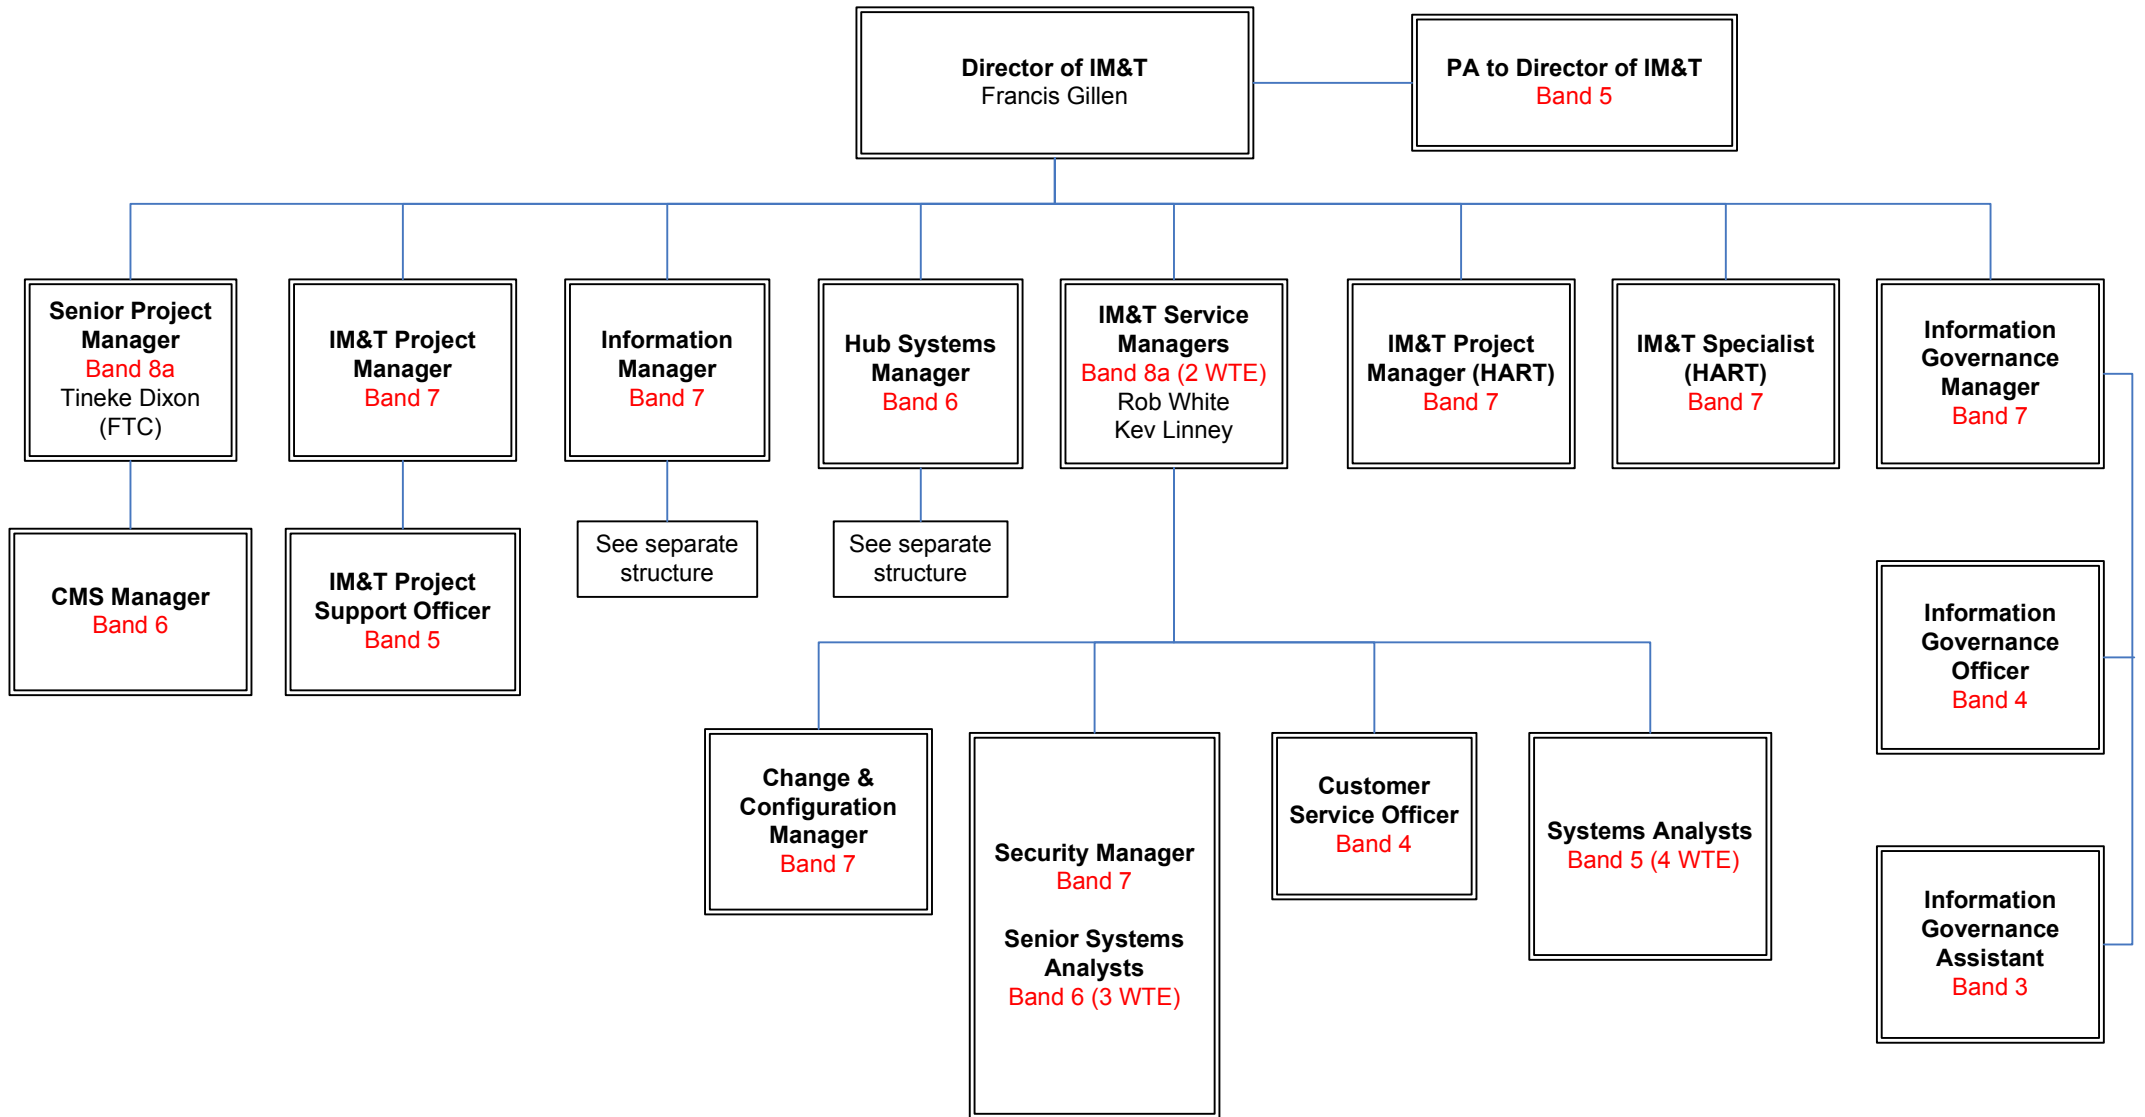 Director of IM&T
Francis Gillen
PA to Director of IM&T
Band 5
Senior Project
Manager
Band 8a
Tineke Dixon
(FTC)
IM&T Project
Manager
Band 7
Information
Manager
Band 7
Hub Systems
Manager
Band 6
IM&T Service
Managers
Band 8a (2 WTE)
Rob White
Kev Linney
IM&T Project
Manager (HART)
Band 7
IM&T Specialist
(HART)
Band 7
Information
Governance
Manager
Band 7
CMS Manager
Band 6
IM&T Project
Support Officer
Band 5
See separate
structure
See separate
structure
Information
Governance
Officer
Band 4
Change &
Configuration
Manager
Band 7
Security Manager
Band 7
Senior Systems
Analysts
Band 6 (3 WTE)
Customer
Service Officer
Band 4
Systems Analysts
Band 5 (4 WTE)
Information
Governance
Assistant
Band 3